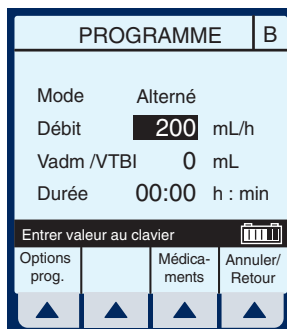 PROGRAMME B
Mode Alterné
Débit 200 mL/h
Vadm /VTBI 0 mL
Durée 00:00 h : min
Entrer valeur au clavier
Options Médica- Annuler/
prog. ments Retour